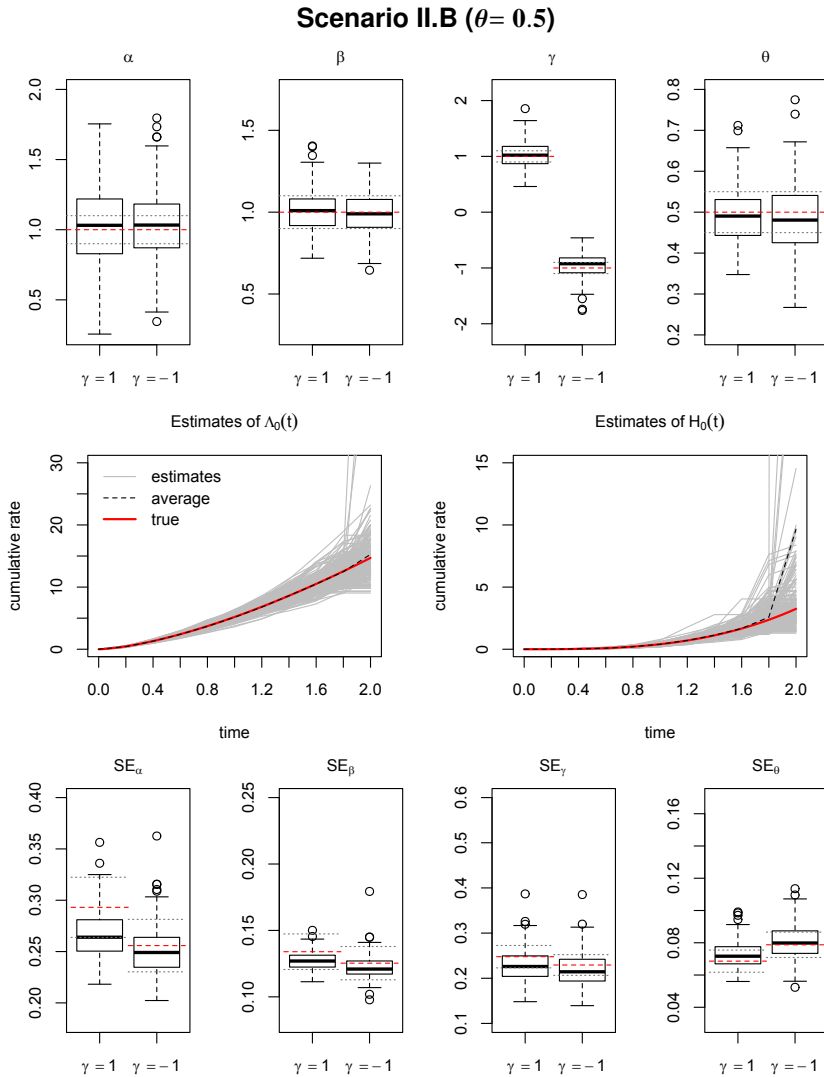 Scenario II.B (θ= 0.5)
α
β
γ
θ
0.5 1.0 1.5 2.0
0.5 1.0 1.5
-2 -1 0 1 2
0.2 0.3 0.4 0.5 0.6 0.7 0.8
γ = 1 γ = −1
γ = 1 γ = −1
γ = 1 γ = −1
γ = 1 γ = −1
Estimates of Λ₀(t)
cumulative rate
0 10 20 30
estimates
average
true
0.0 0.4 0.8 1.2 1.6 2.0
time
Estimates of H₀(t)
cumulative rate
0 5 10 15
0.0 0.4 0.8 1.2 1.6 2.0
time
SEα
SEβ
SEγ
SEθ
0.20 0.25 0.30 0.35 0.40
0.10 0.15 0.20 0.25
0.1 0.2 0.3 0.4 0.5 0.6
0.04 0.08 0.12 0.16
γ = 1 γ = −1
γ = 1 γ = −1
γ = 1 γ = −1
γ = 1 γ = −1